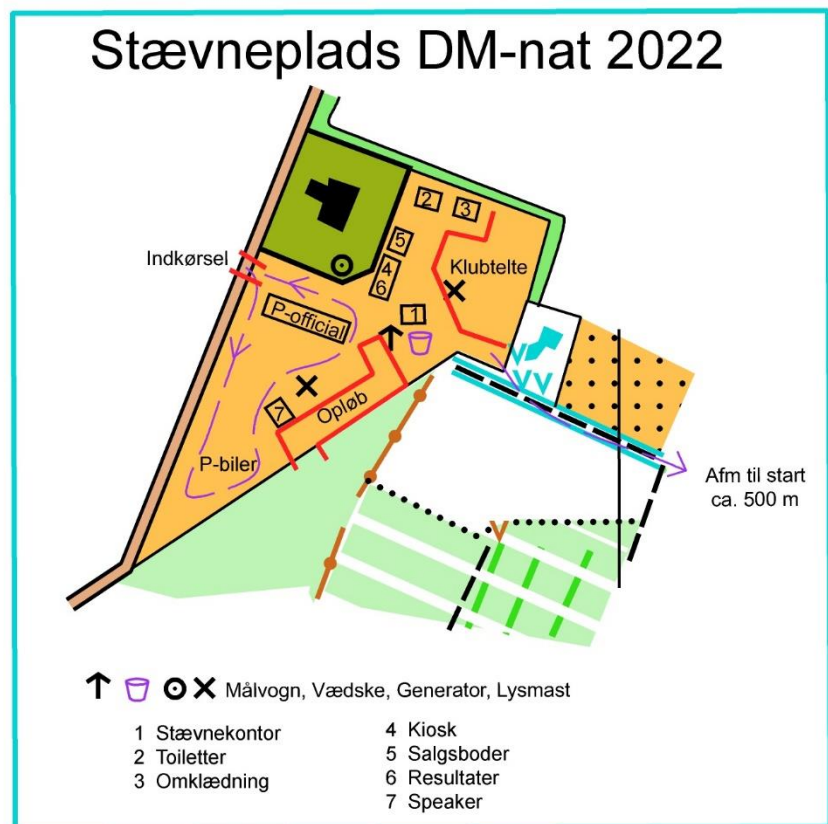 Stævneplads DM-nat 2022
2
3
5
Klubtelte
Indkørsel
4
6
P-official
1
7
Opløb
P-biler
Afm til start
ca. 500 m
Målvogn, Vædske, Generator, Lysmast
1 Stævnekontor
2 Toiletter
3 Omklædning
4 Kiosk
5 Salgsboder
6 Resultater
7 Speaker